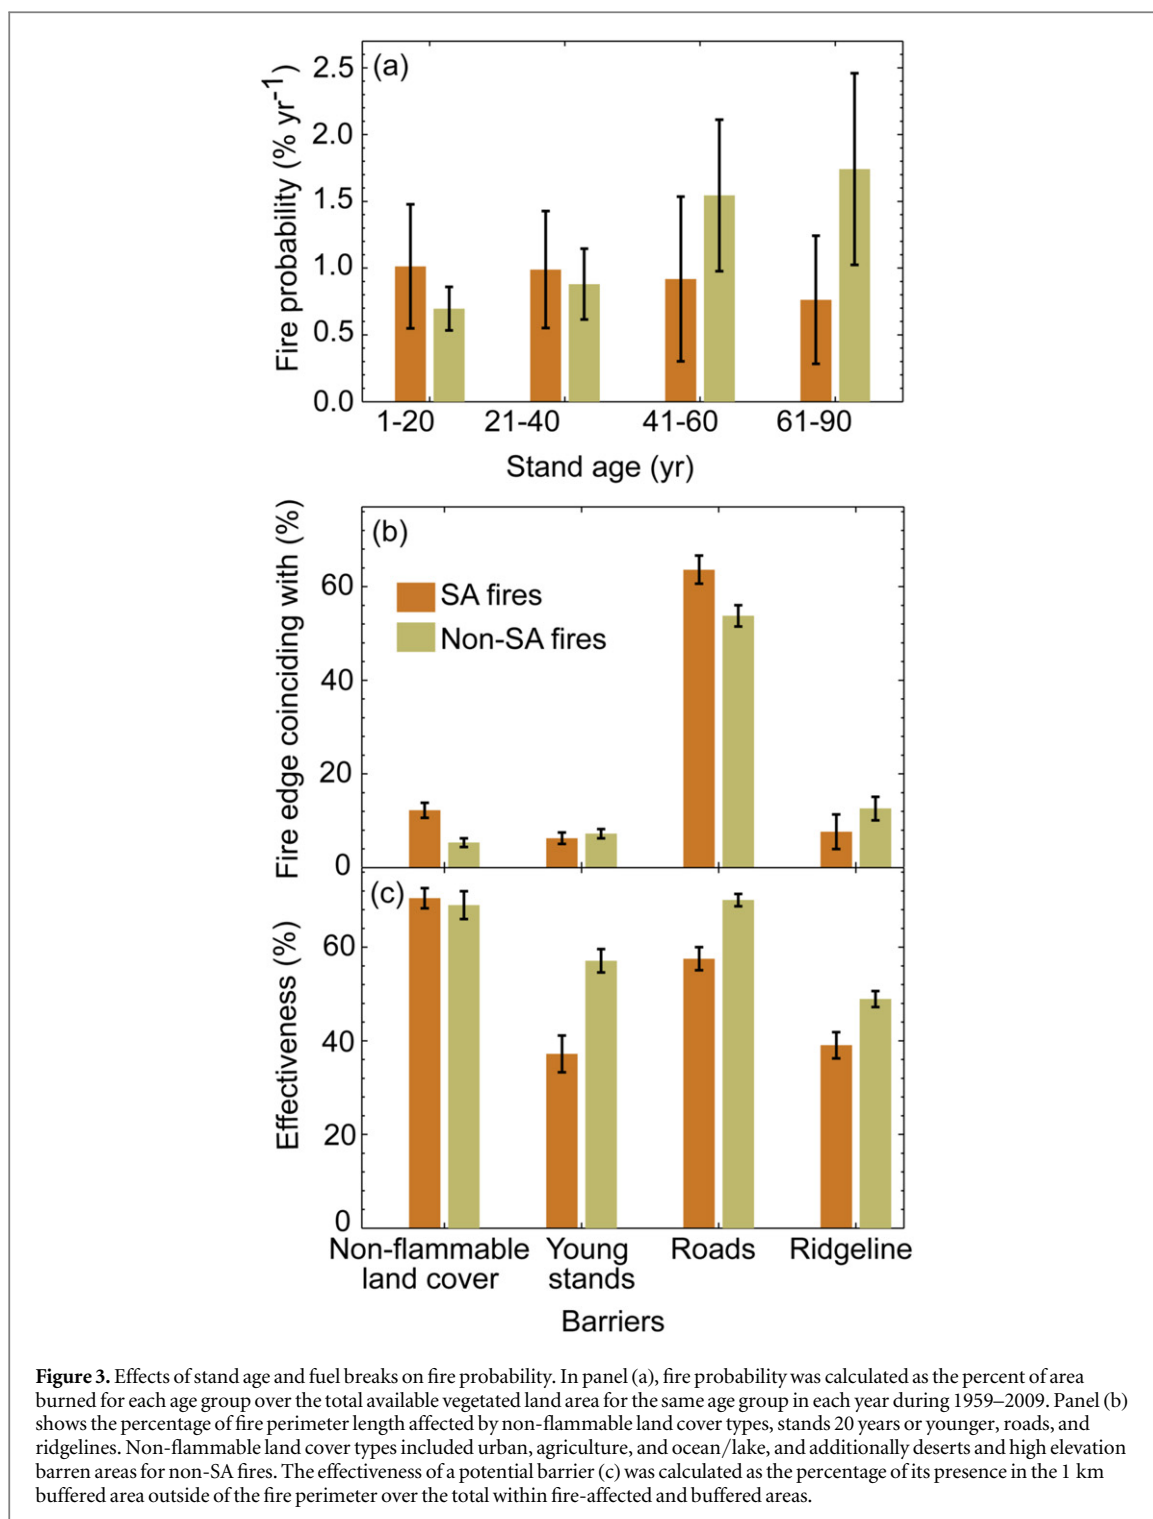 (a)
Fire probability (% yr-1)
2.5
2.0
1.5
1.0
0.5
0.0
1-20 21-40 41-60 61-90
Stand age (yr)
(b)
Fire edge coinciding with (%)
60
40
20
0
SA fires
Non-SA fires
(c)
Effectiveness (%)
60
40
20
0
Non-flammable Young Roads Ridgeline
land cover stands
Barriers
Figure 3. Effects of stand age and fuel breaks on fire probability. In panel (a), fire probability was calculated as the percent of area
burned for each age group over the total available vegetated land area for the same age group in each year during 1959–2009. Panel (b)
shows the percentage of fire perimeter length affected by non-flammable land cover types, stands 20 years or younger, roads, and
ridgelines. Non-flammable land cover types included urban, agriculture, and ocean/lake, and additionally deserts and high elevation
barren areas for non-SA fires. The effectiveness of a potential barrier (c) was calculated as the percentage of its presence in the 1 km
buffered area outside of the fire perimeter over the total within fire-affected and buffered areas.